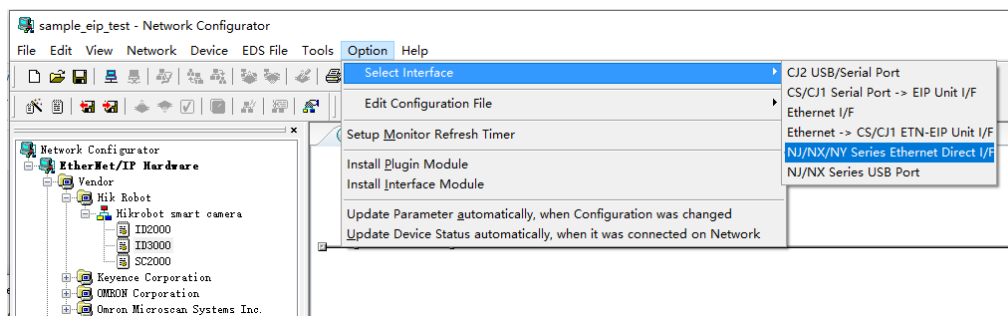 sample_eip_test - Network Configurator
File Edit View Network Device EDS File Tools Option Help
Select Interface
CJ2 USB/Serial Port
CS/CJ1 Serial Port -> EIP Unit I/F
Edit Configuration File
Ethernet I/F
Setup Monitor Refresh Timer
Ethernet -> CS/CJ1 ETN-EIP Unit I/F
Network Configurator
NJ/NX/NY Series Ethernet Direct I/F
EtherNet/IP Hardware
Install Plugin Module
NJ/NX Series USB Port
Vendor
Install Interface Module
Hik Robot
Hikrobot smart camera
Update Parameter automatically, when Configuration was changed
ID2000
Update Device Status automatically, when it was connected on Network
ID3000
SC2000
Keyence Corporation
OMRON Corporation
Omron Microscan Systems Inc.